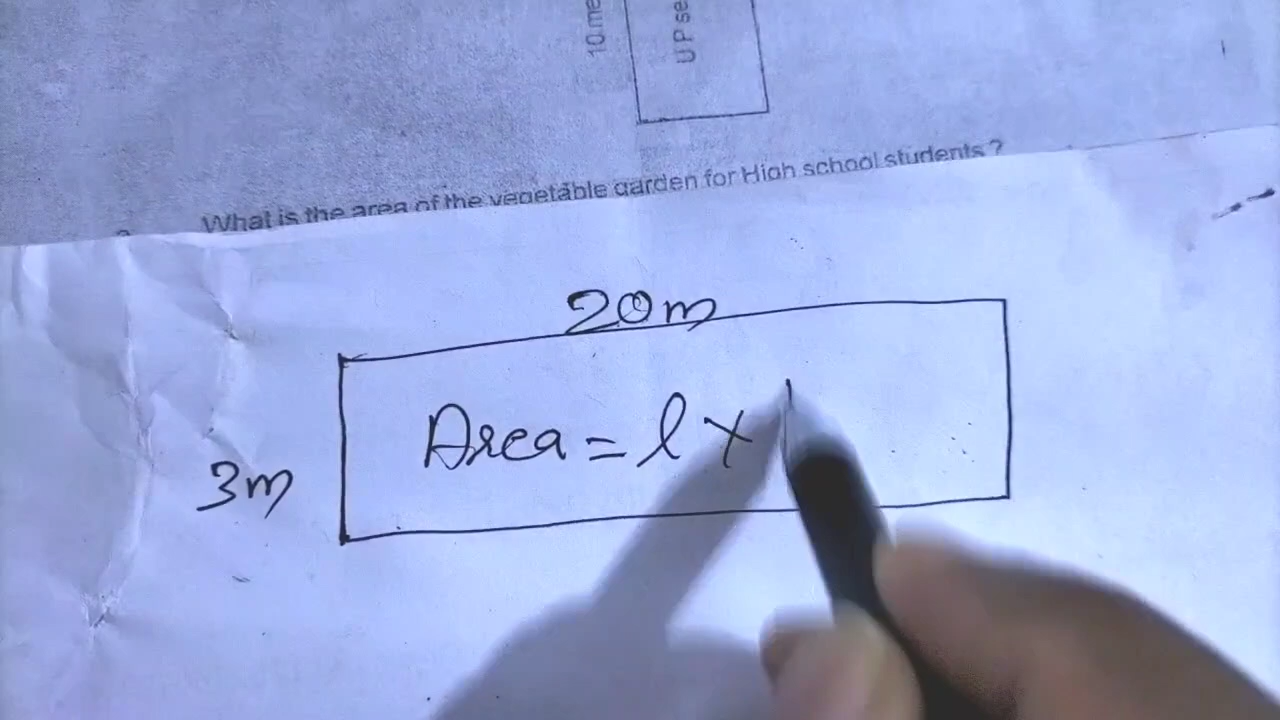 10 me
U P se
What is the area of the vegetable garden for High school students ?
20m
Area = l ×
3m